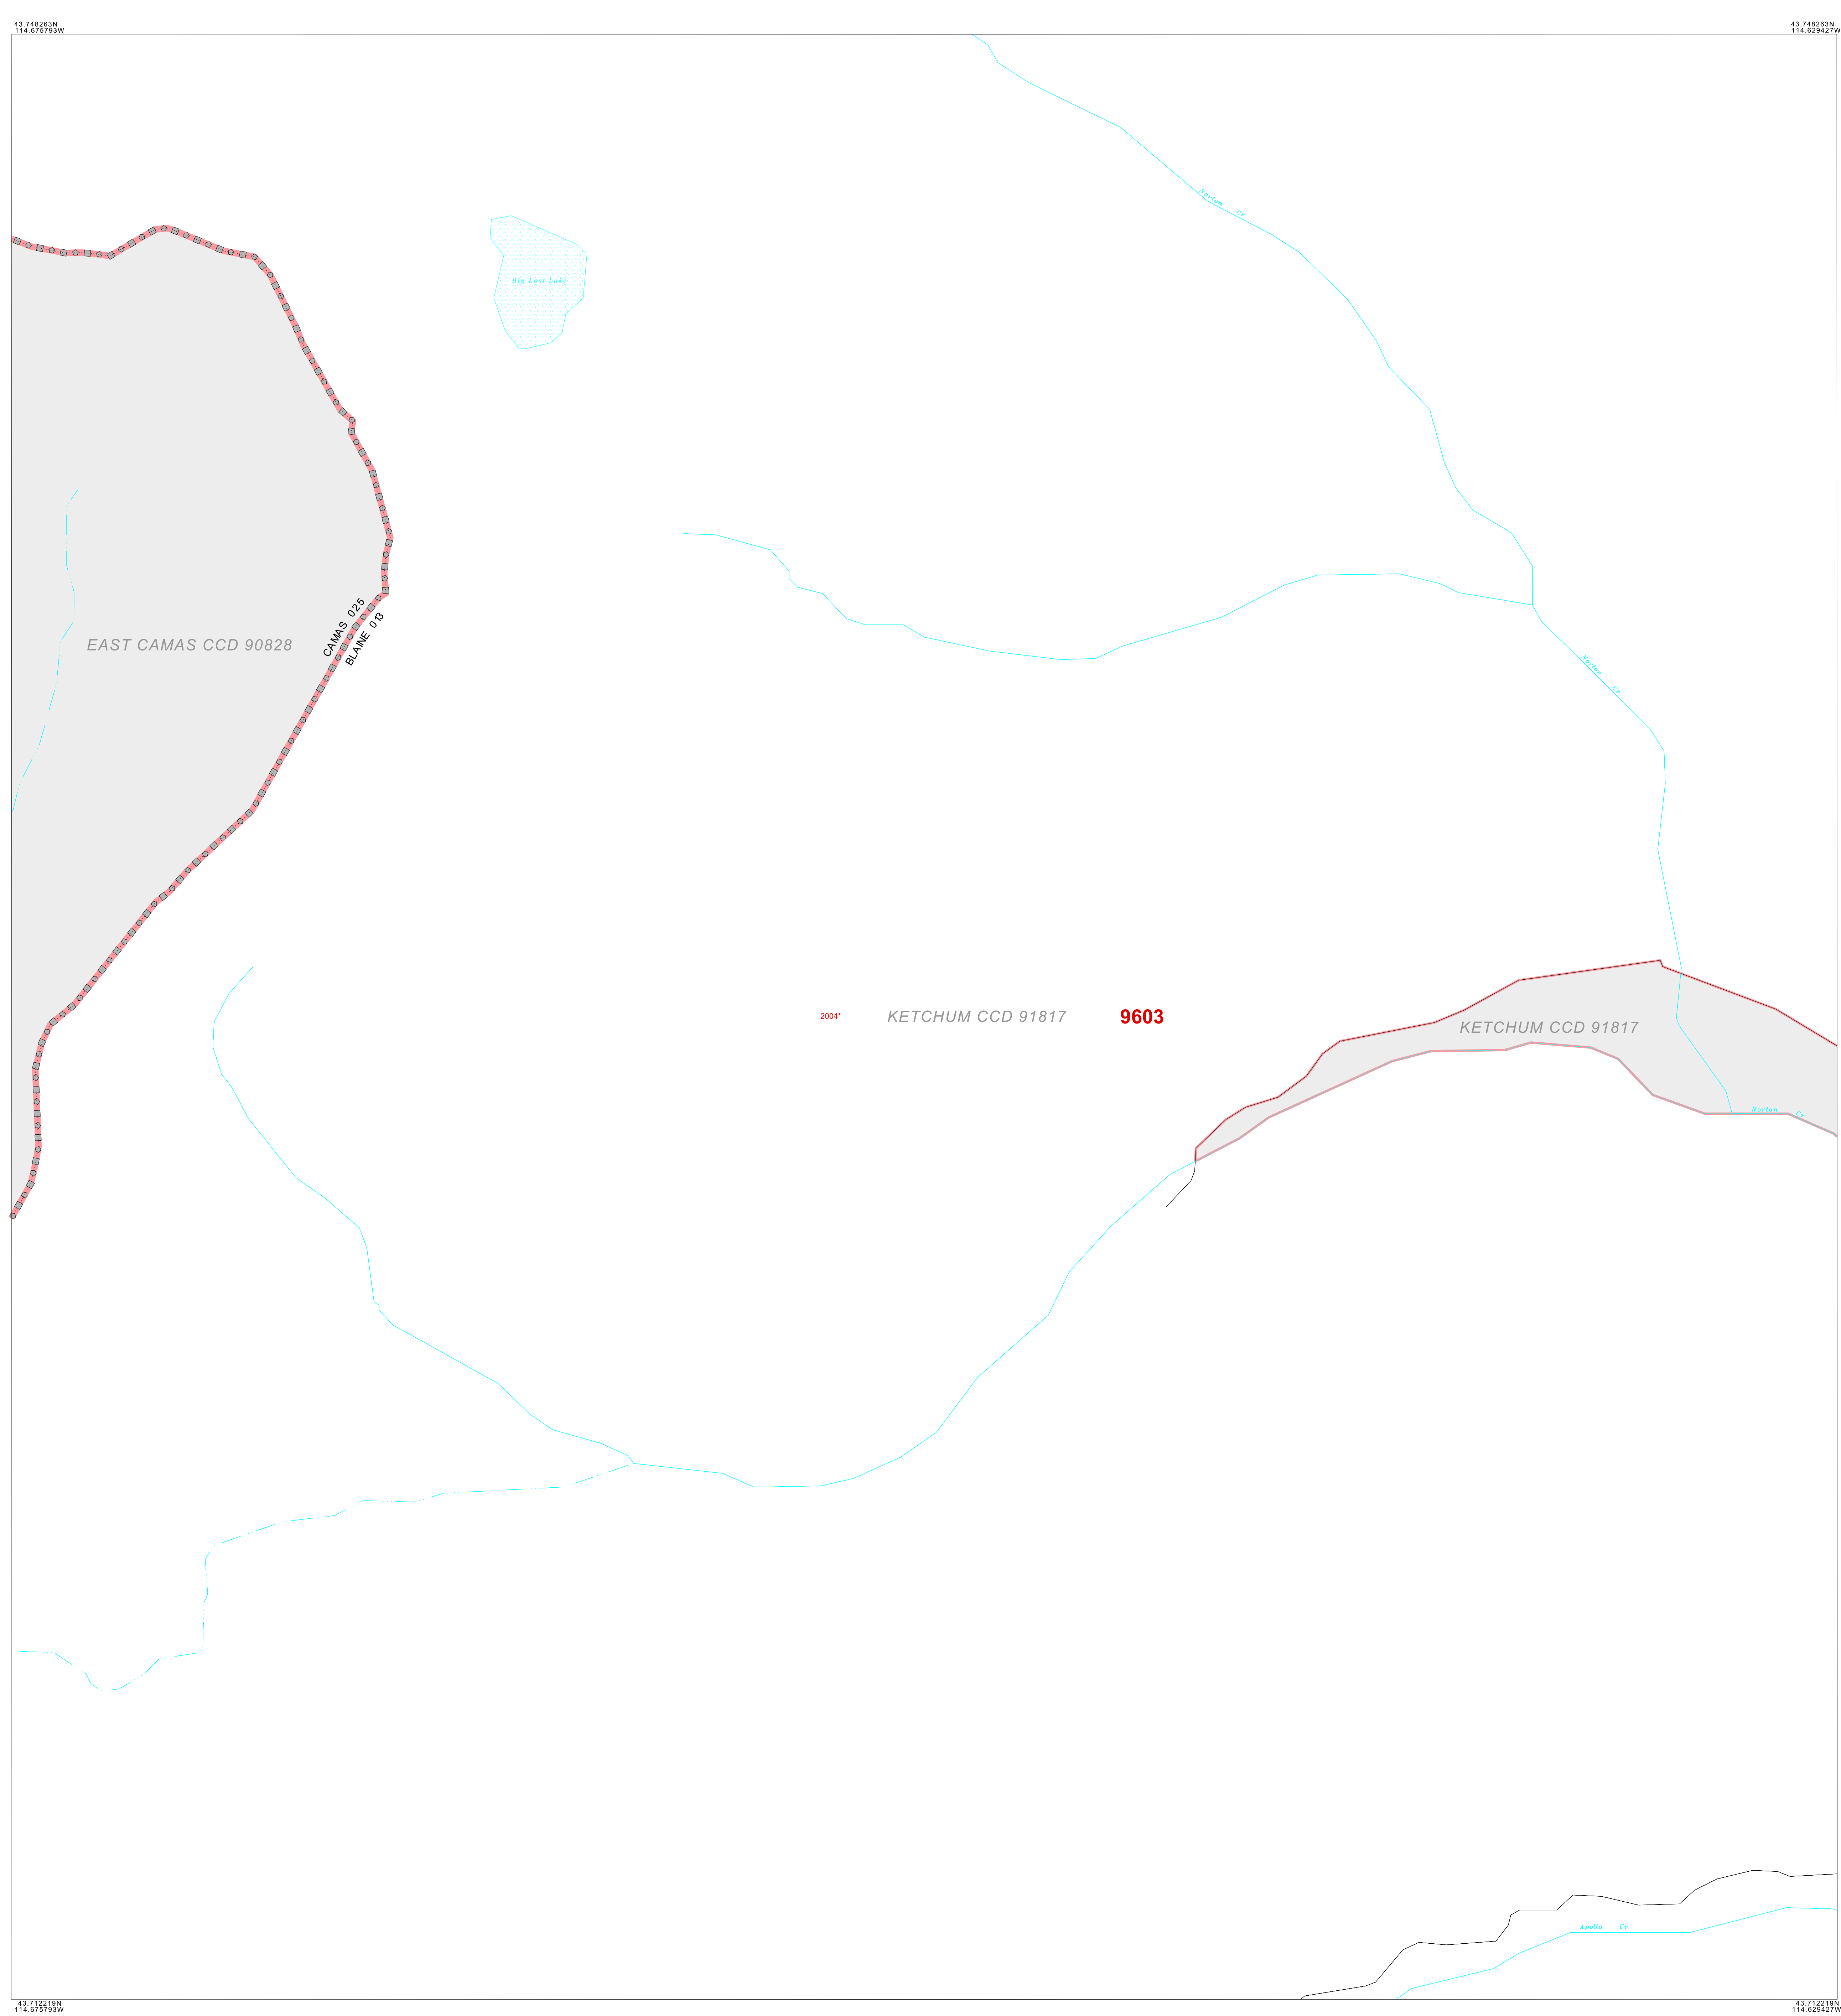 43.748263N
114.675793W
43.748263N
114.629427W
Norton Cr
Big Lost Lake
CAMAS 025
BLAINE 013
EAST CAMAS CCD 90828
Norton Cr
2004*
KETCHUM CCD 91817
9603
KETCHUM CCD 91817
Norton Cr
Apollo Cr
43.712219N
114.675793W
43.712219N
114.629427W